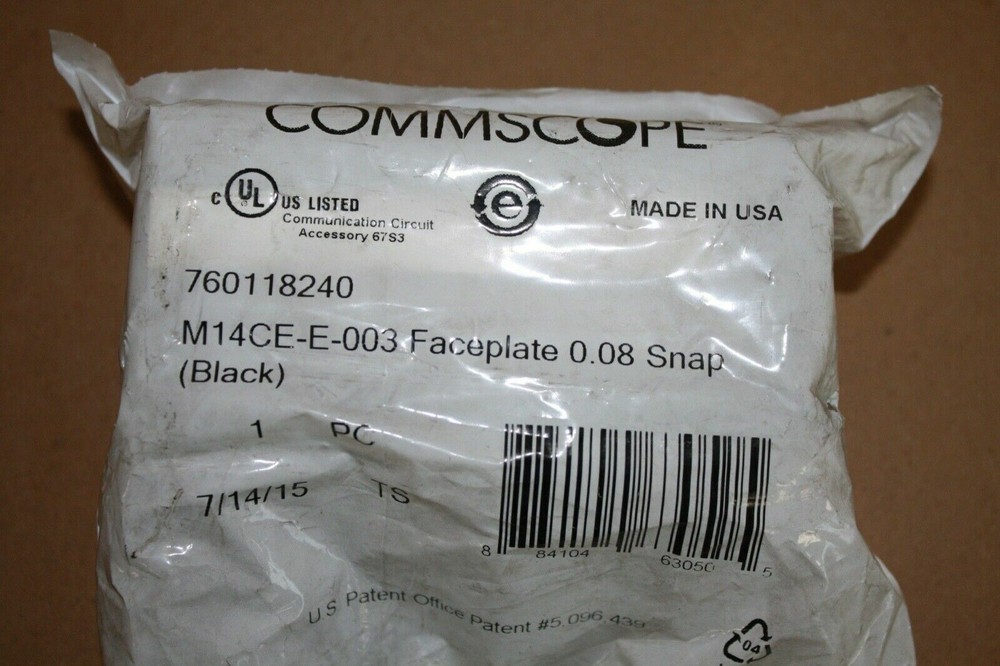 COMMSCOPE
c UL US LISTED
Communication Circuit
Accessory 67S3
e
MADE IN USA
760118240
M14CE-E-003 Faceplate 0.08 Snap
(Black)
1 PC
7/14/15 TS
8 84104 63050 5
U.S. Patent Office Patent #5,096,439
04